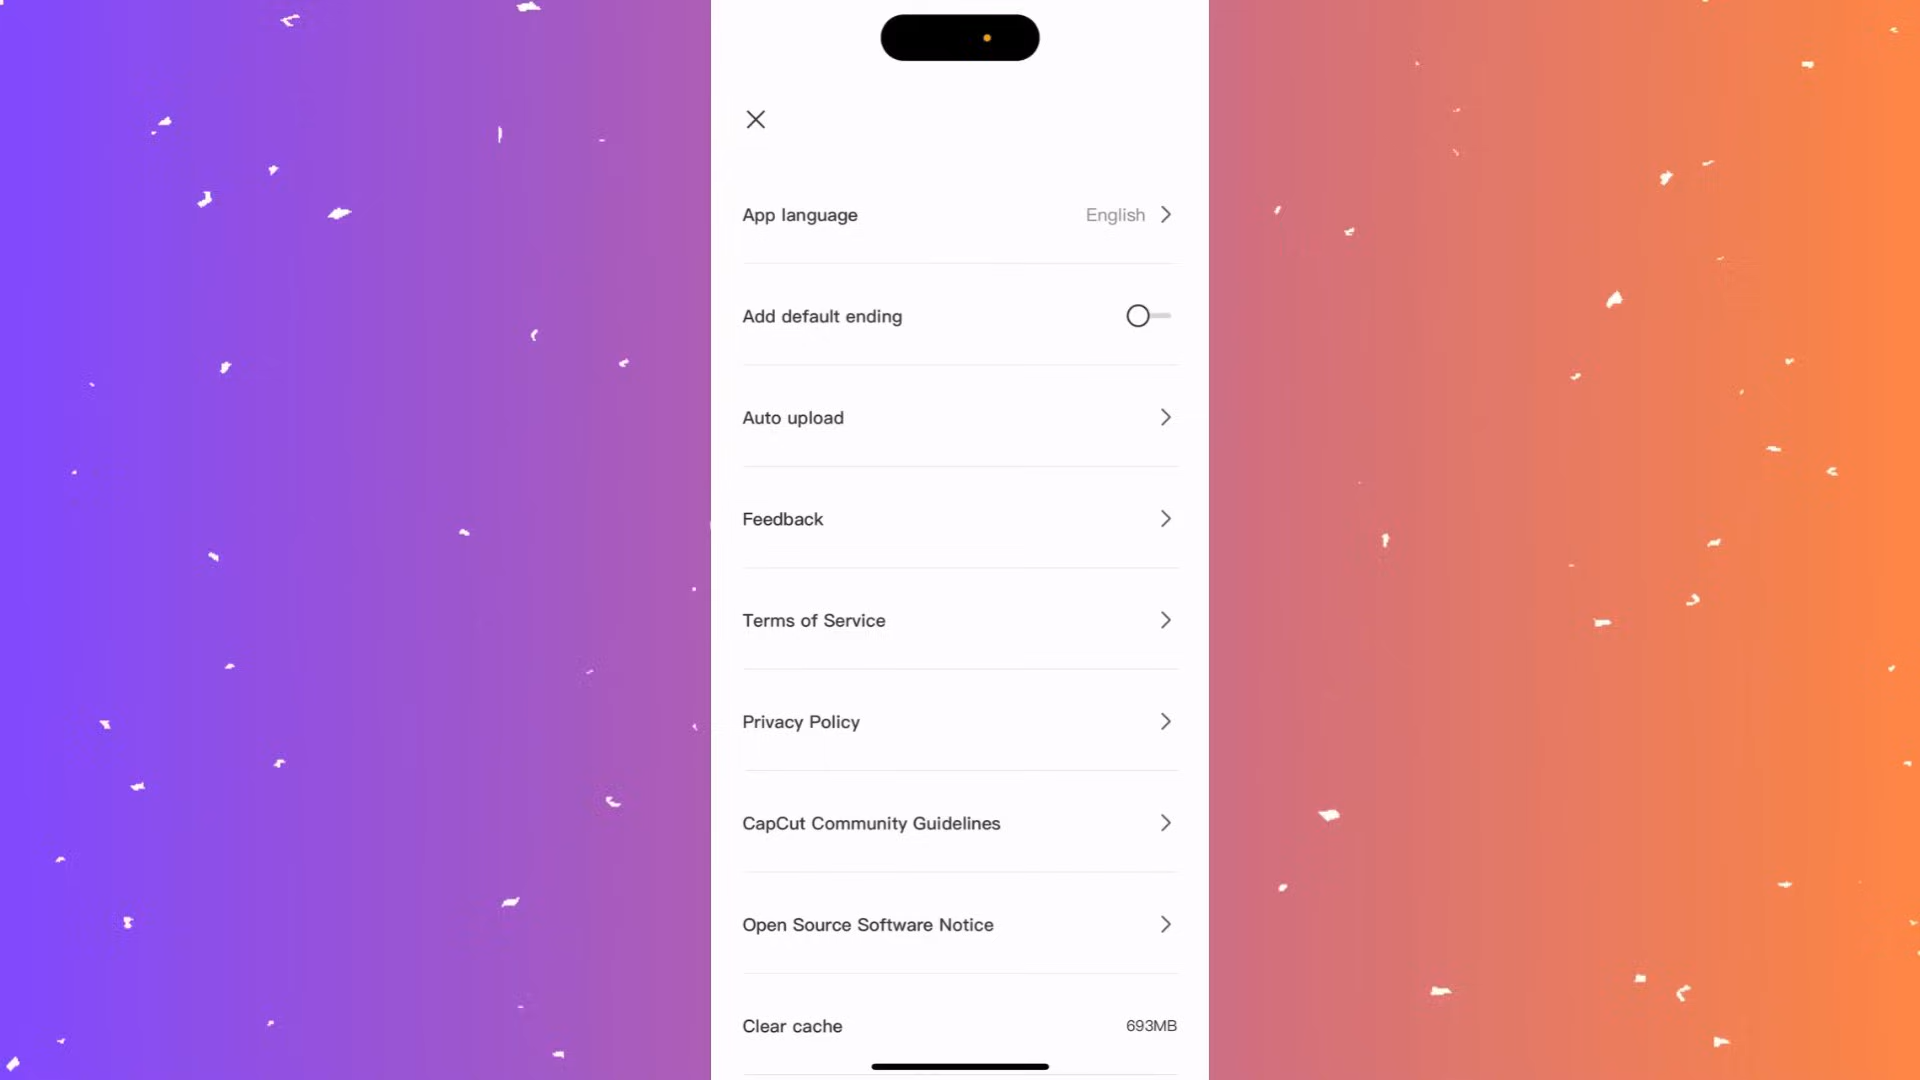 App language English
Add default ending
Auto upload
Feedback
Terms of Service
Privacy Policy
CapCut Community Guidelines
Open Source Software Notice
Clear cache 693MB